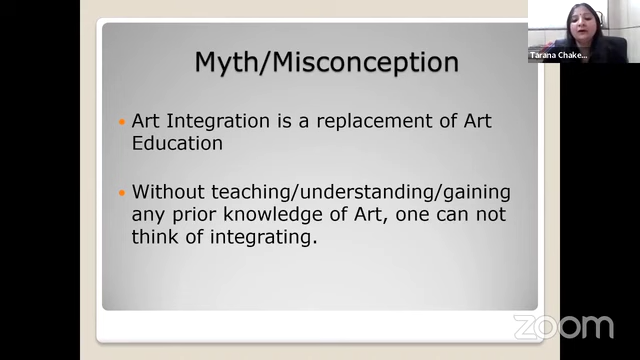 Myth/Misconception
Art Integration is a replacement of Art
Education
Without teaching/understanding/gaining
any prior knowledge of Art, one can not
think of integrating.
Tarana Chake...
zoom